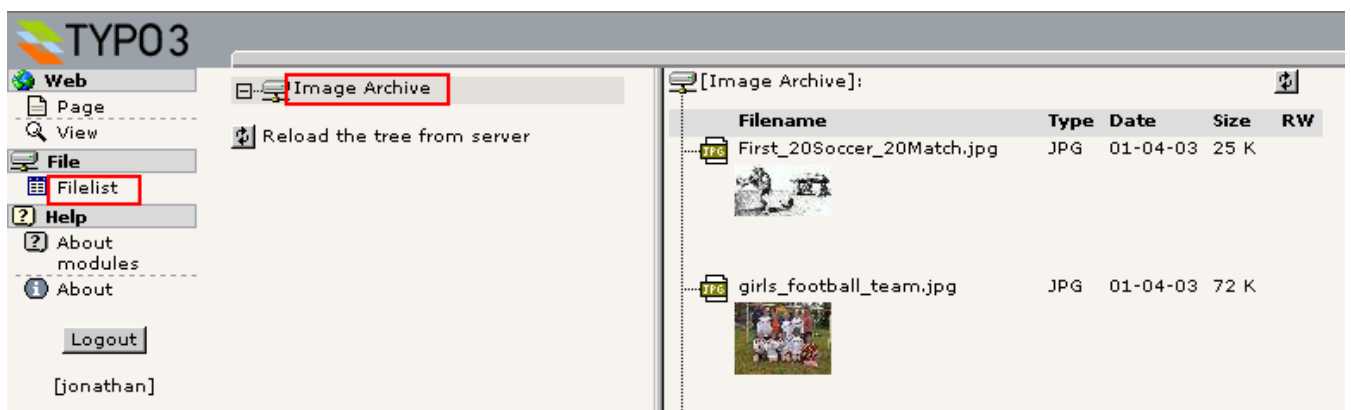 TYPO3
Web
Page
View
File
Filelist
Help
About
modules
About
Logout
[jonathan]
Image Archive
Reload the tree from server
[Image Archive]:
Filename Type Date Size RW
JPG First_20Soccer_20Match.jpg JPG 01-04-03 25 K
JPG girls_football_team.jpg JPG 01-04-03 72 K